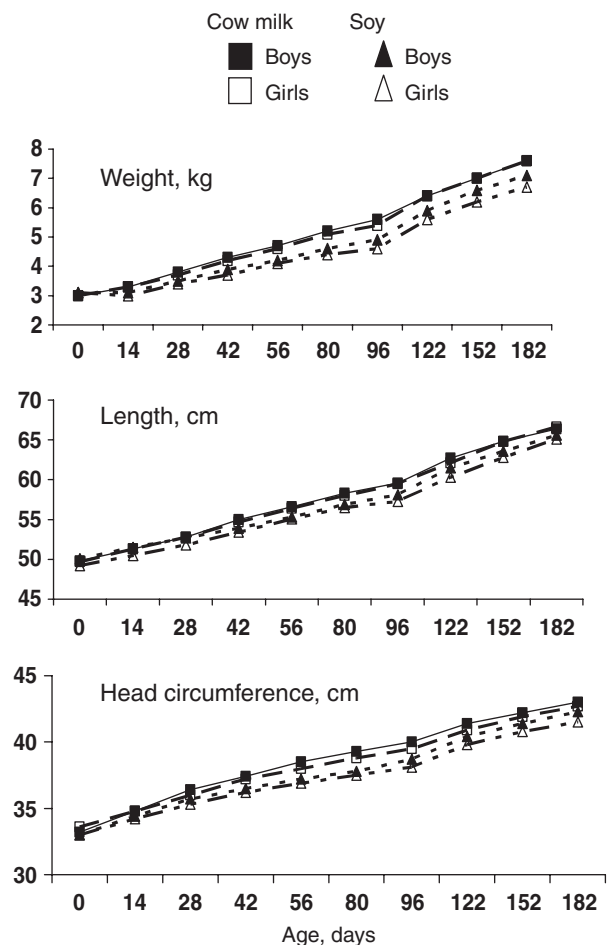 Cow milk Soy
Boys Boys
Girls Girls
8
Weight, kg
7
6
5
4
3
2
0 14 28 42 56 80 96 122 152 182
70
Length, cm
65
60
55
50
45
0 14 28 42 56 80 96 122 152 182
45
Head circumference, cm
40
35
30
0 14 28 42 56 80 96 122 152 182
Age, days